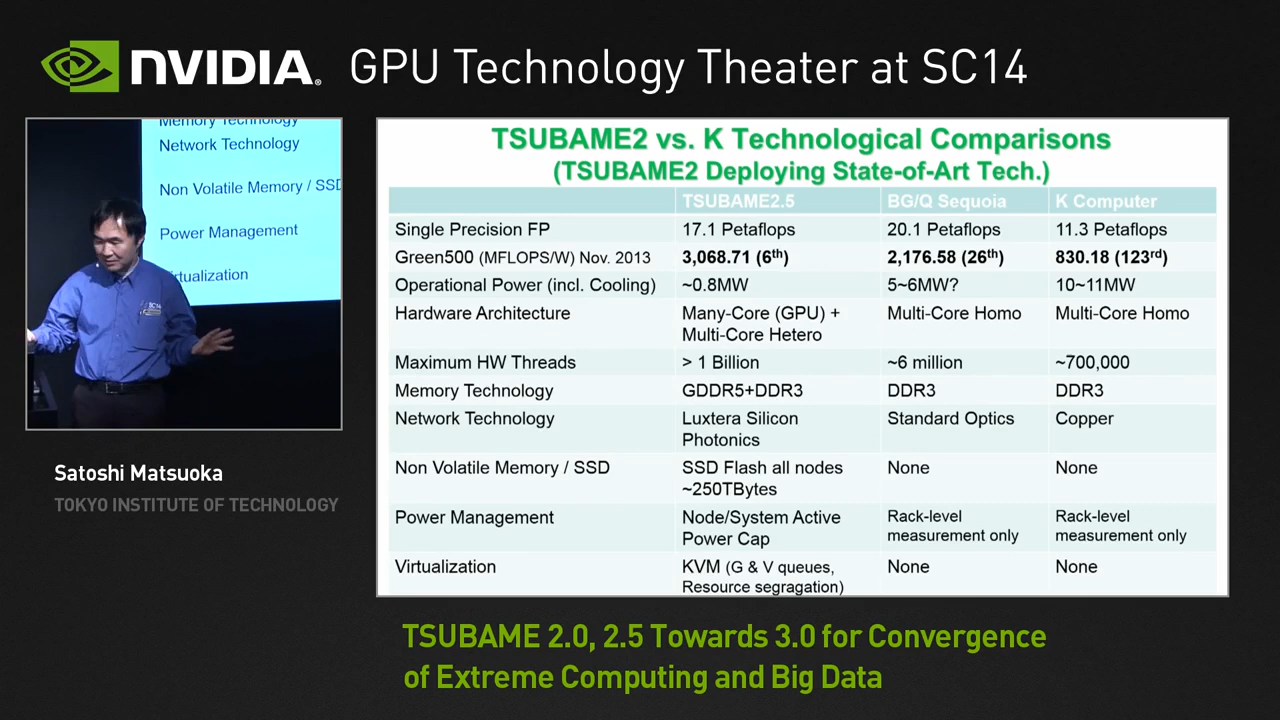 NVIDIA. GPU Technology Theater at SC14
Memory Technology
Network Technology
Non Volatile Memory / SSD
Power Management
rtualization
SC14
Satoshi Matsuoka
TOKYO INSTITUTE OF TECHNOLOGY
TSUBAME2 vs. K Technological Comparisons
(TSUBAME2 Deploying State-of-Art Tech.)
TSUBAME2.5 BG/Q Sequoia K Computer
Single Precision FP 17.1 Petaflops 20.1 Petaflops 11.3 Petaflops
Green500 (MFLOPS/W) Nov. 2013 3,068.71 (6th) 2,176.58 (26th) 830.18 (123rd)
Operational Power (incl. Cooling) ~0.8MW 5~6MW? 10~11MW
Hardware Architecture Many-Core (GPU) + Multi-Core Homo Multi-Core Homo
Multi-Core Hetero
Maximum HW Threads > 1 Billion ~6 million ~700,000
Memory Technology GDDR5+DDR3 DDR3 DDR3
Network Technology Luxtera Silicon Standard Optics Copper
Photonics
Non Volatile Memory / SSD SSD Flash all nodes None None
~250TBytes
Power Management Node/System Active Rack-level Rack-level
Power Cap measurement only measurement only
Virtualization KVM (G & V queues, None None
Resource segragation)
TSUBAME 2.0, 2.5 Towards 3.0 for Convergence
of Extreme Computing and Big Data